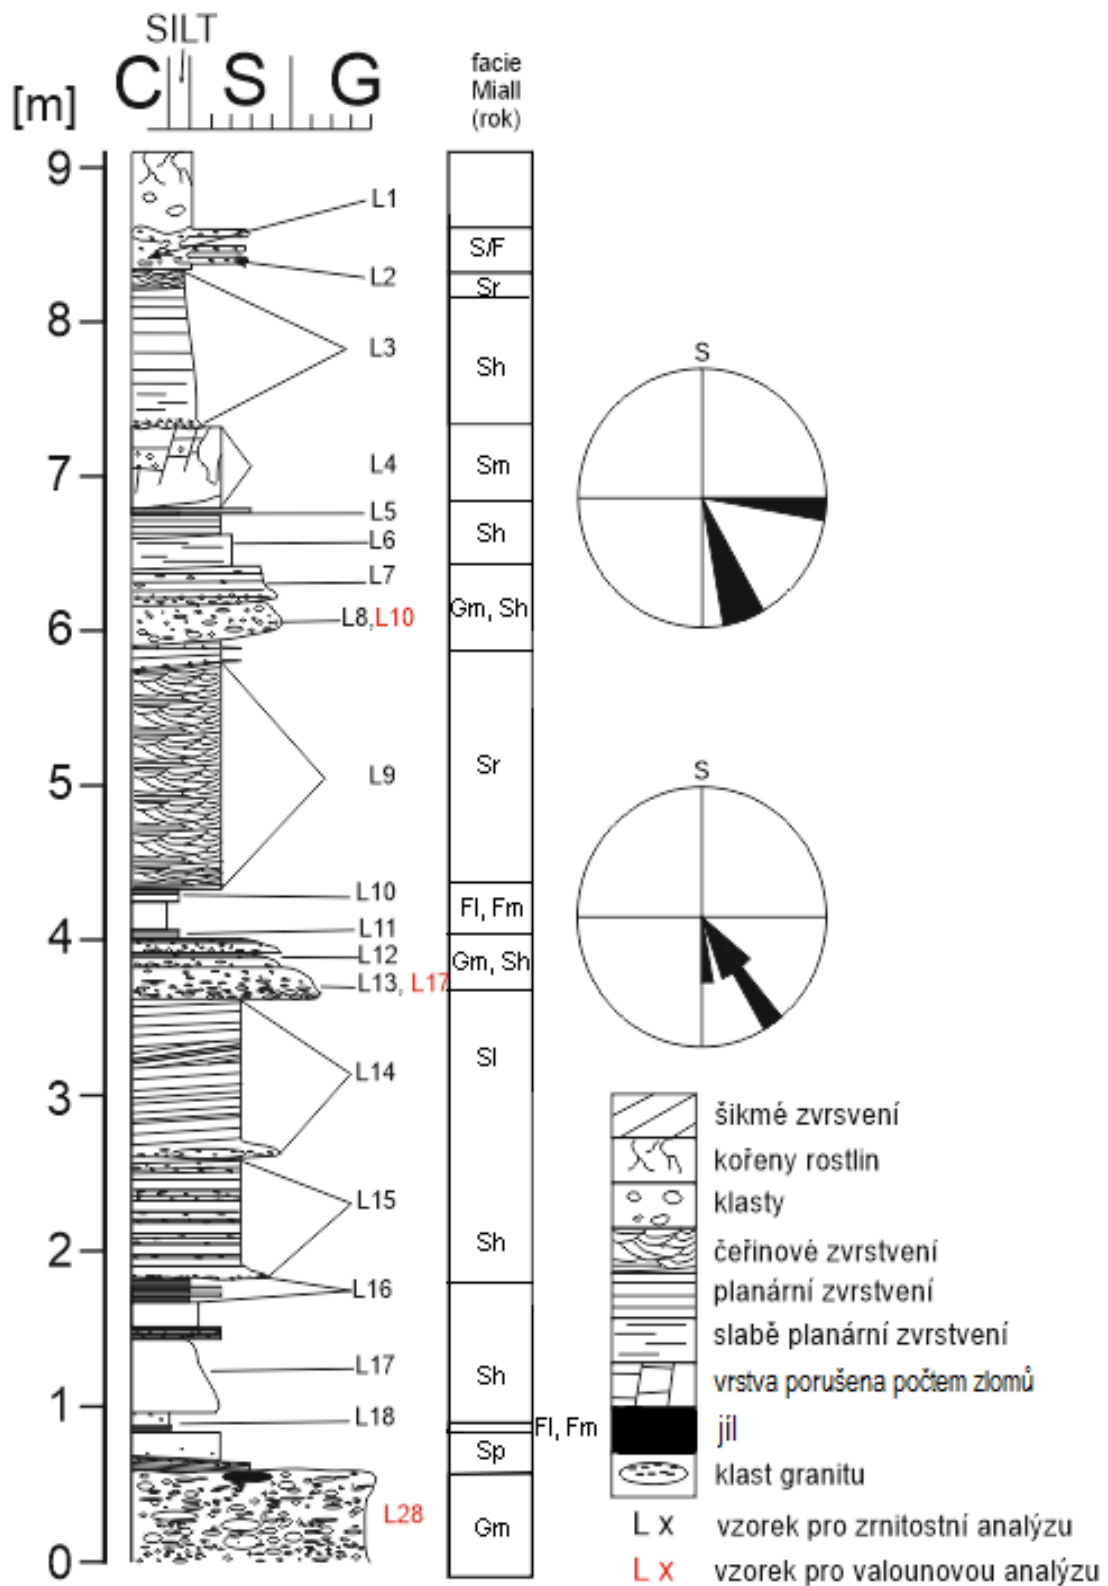 SILT
C S G
[m]
facie
Miall
(rok)
9
8
7
6
5
4
3
2
1
0
L1
L2
L3
L4
L5
L6
L7
L8,L10
L9
L10
L11
L12
L13, L17
L14
L15
L16
L17
L18
L28
S/F
Sr
Sh
Sm
Sh
Gm, Sh
Sr
Fl, Fm
Gm, Sh
Sl
Sh
Sh
Fl, Fm
Sp
Gm
S
S
šikmé zvrsvení
kořeny rostlin
klasty
čeřinové zvrstvení
planární zvrstvení
slabě planární zvrstvení
vrstva porušena počtem zlomů
jíl
klast granitu
L x vzorek pro zrnitostní analýzu
L x vzorek pro valounovou analýzu